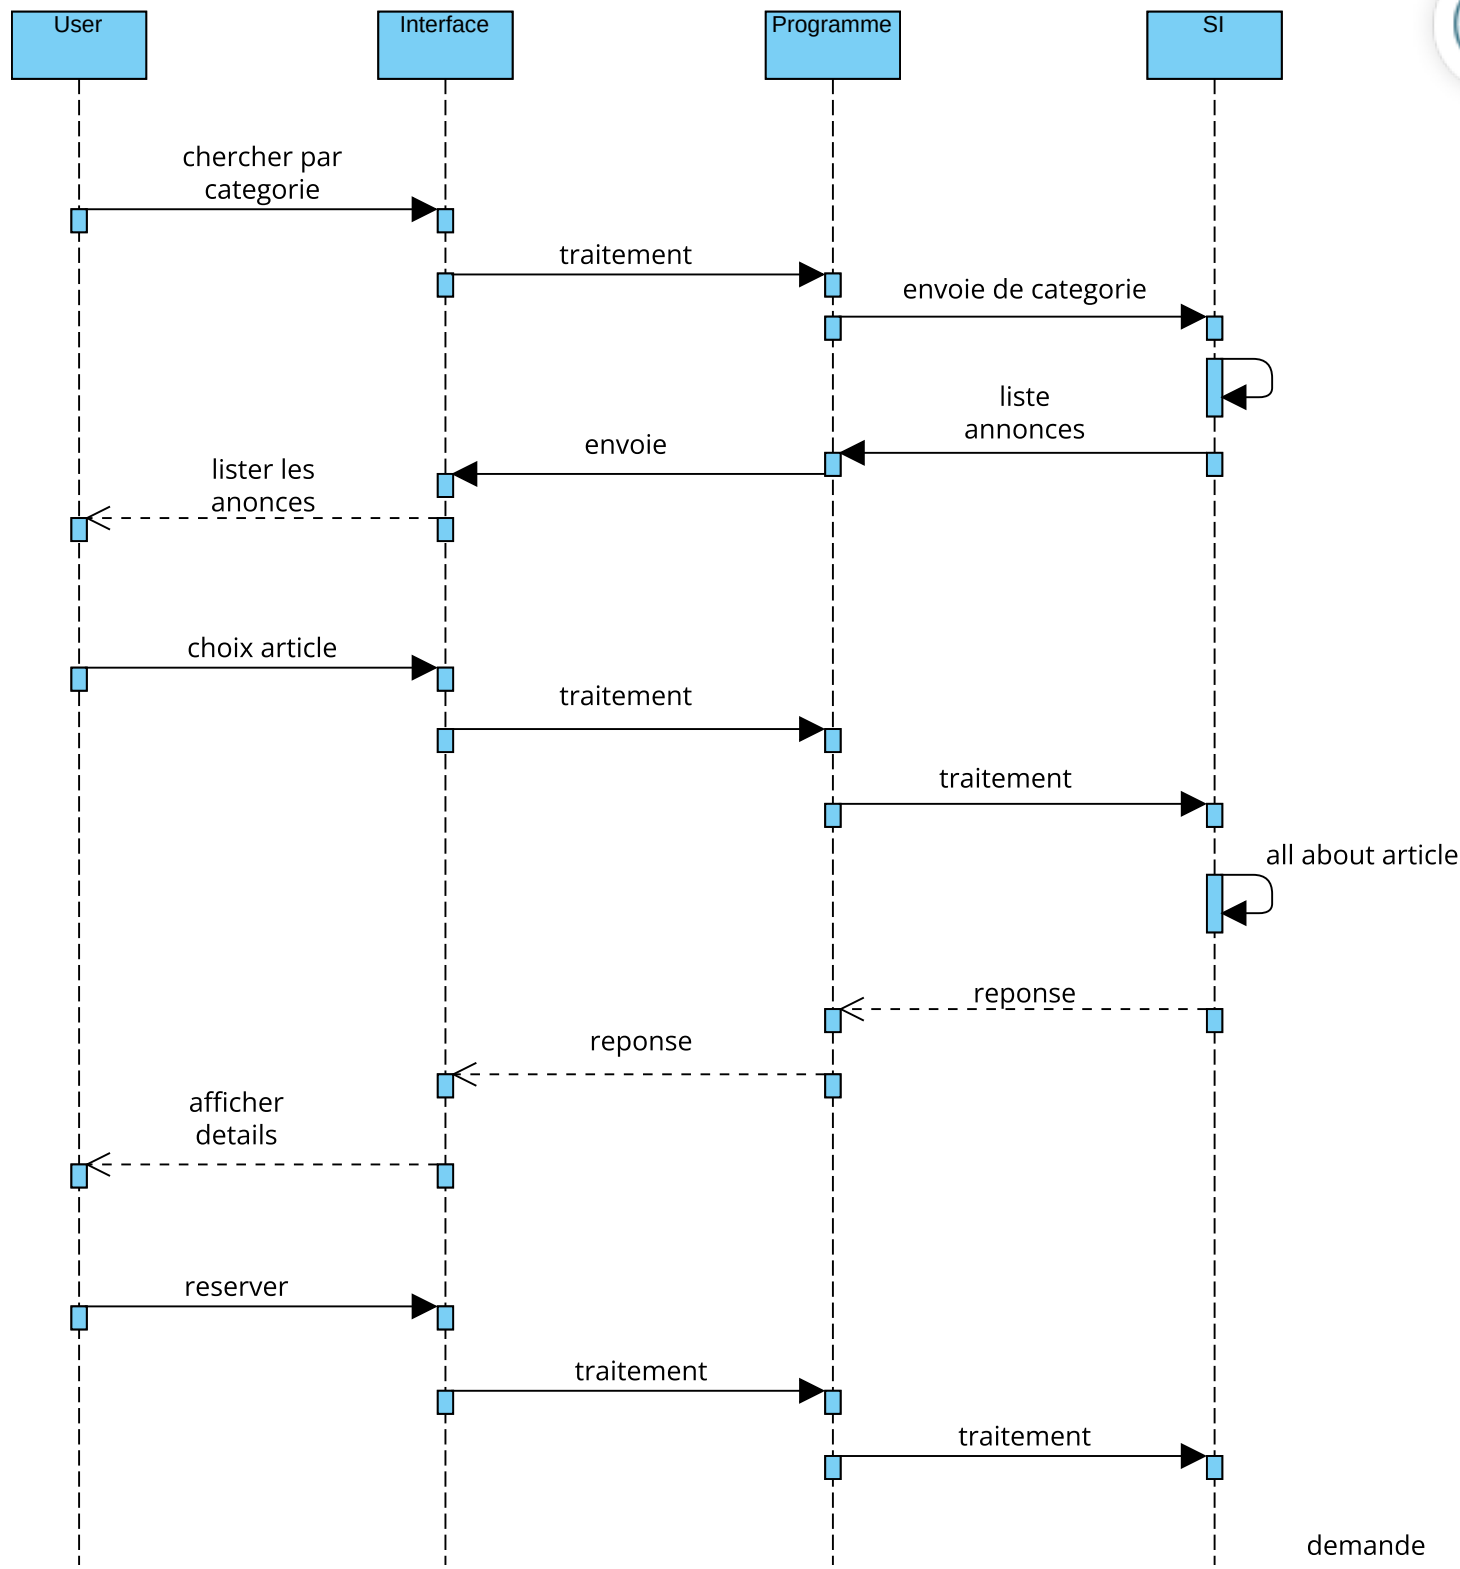 User
Interface
Programme
SI
chercher par
categorie
traitement
envoie de categorie
liste
annonces
envoie
lister les
anonces
choix article
traitement
traitement
all about article
reponse
reponse
afficher
details
reserver
traitement
traitement
demande